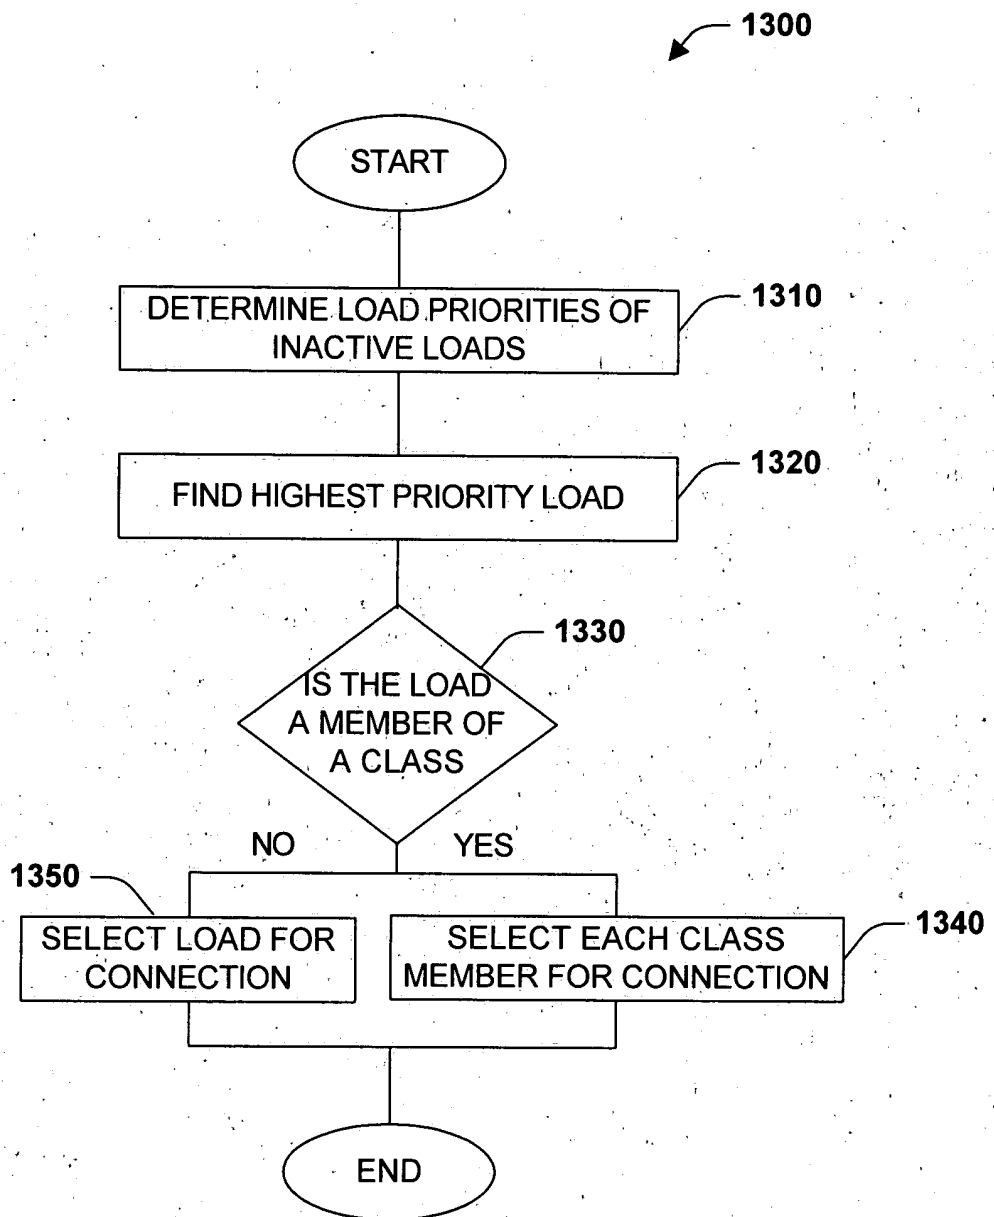 1300
START
DETERMINE LOAD PRIORITIES OF
INACTIVE LOADS
1310
FIND HIGHEST PRIORITY LOAD
1320
IS THE LOAD
A MEMBER OF
A CLASS
1330
NO
YES
1350
SELECT LOAD FOR
CONNECTION
SELECT EACH CLASS
MEMBER FOR CONNECTION
1340
END